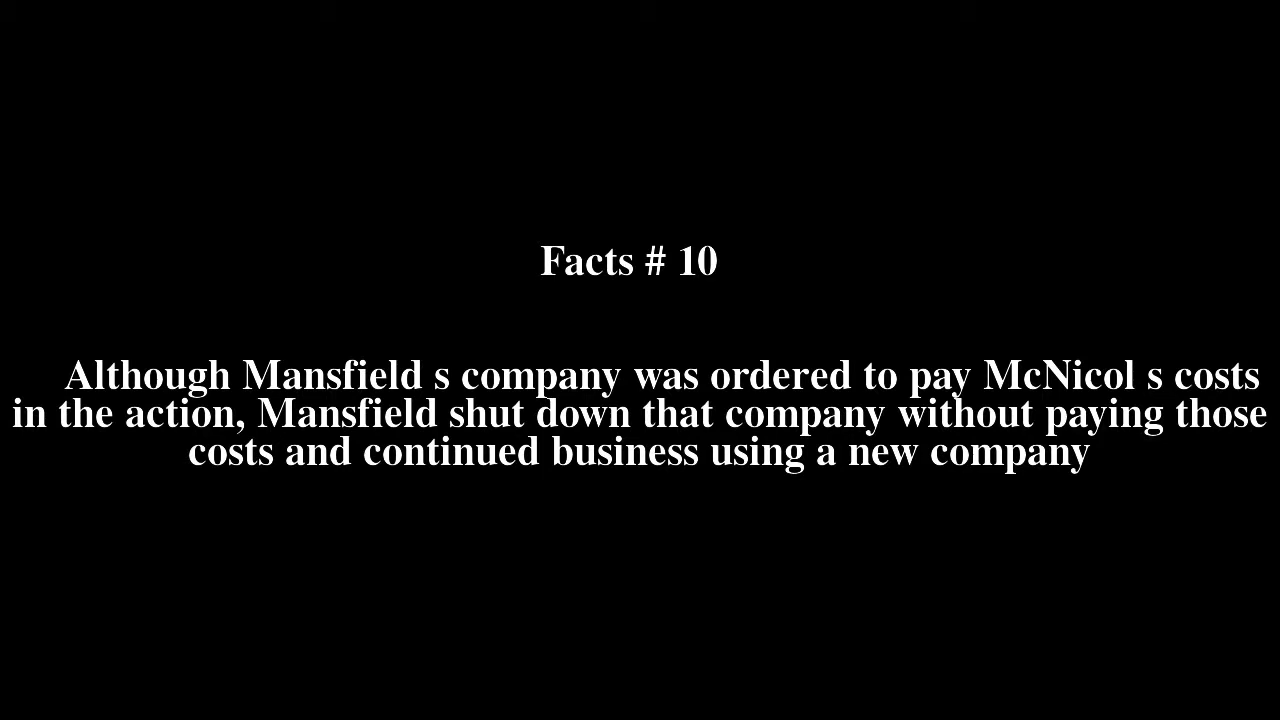 Facts # 10
Although Mansfield s company was ordered to pay McNicol s costs
in the action, Mansfield shut down that company without paying those
costs and continued business using a new company